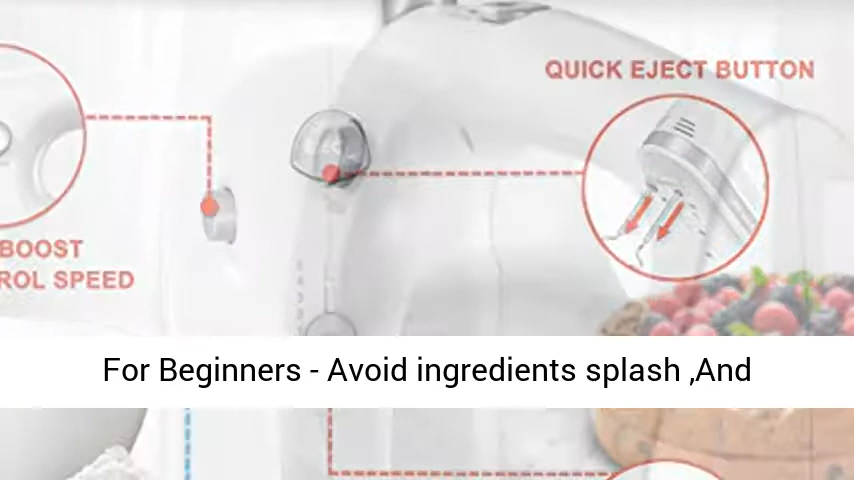 QUICK EJECT BUTTON
BOOST
ROL SPEED
For Beginners - Avoid ingredients splash ,And